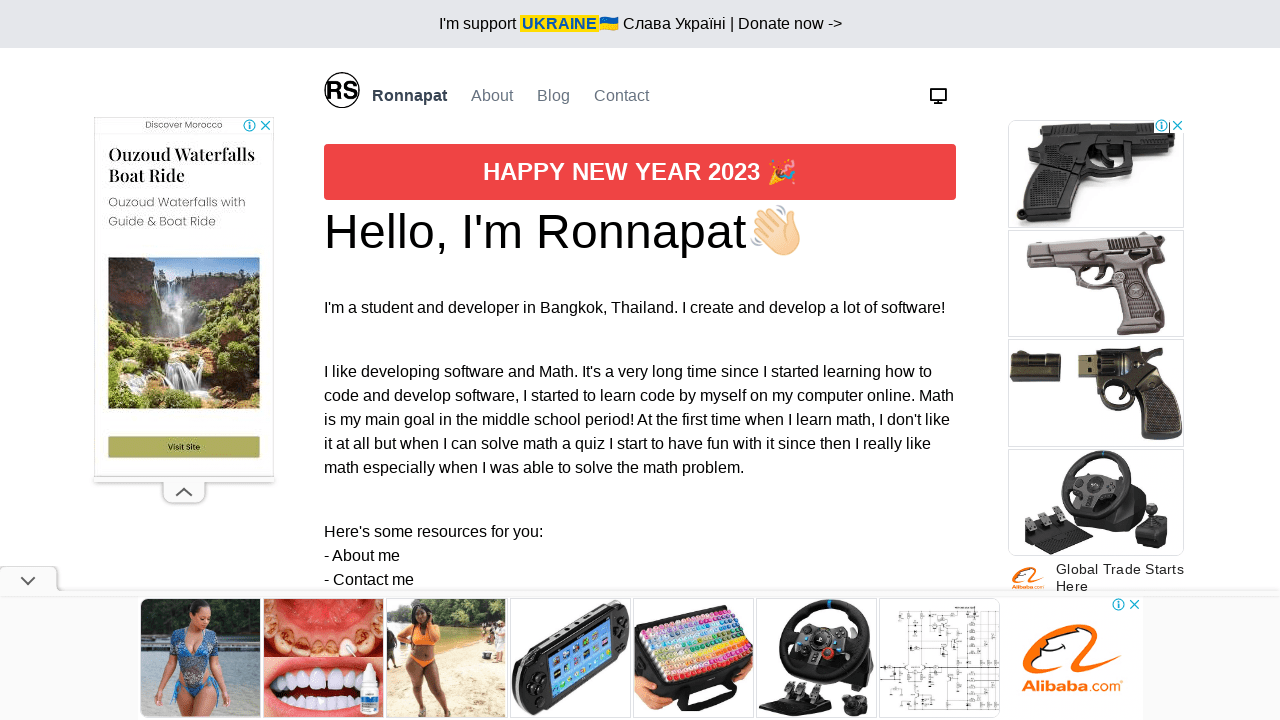 I'm support UKRAINE🇺🇦 Слава Україні | Donate now ->
RS Ronnapat About Blog Contact
HAPPY NEW YEAR 2023 🎉
Hello, I'm Ronnapat👋🏻
I'm a student and developer in Bangkok, Thailand. I create and develop a lot of software!
I like developing software and Math. It's a very long time since I started learning how to
code and develop software, I started to learn code by myself on my computer online. Math
is my main goal in the middle school period! At the first time when I learn math, I don't like
it at all but when I can solve math a quiz I start to have fun with it since then I really like
math especially when I was able to solve the math problem.
Here's some resources for you:
- About me
- Contact me
Discover Morocco
Ouzoud Waterfalls
Boat Ride
Ouzoud Waterfalls with
Guide & Boat Ride
Visit Site
Alibaba.com
Global Trade Starts
Here
Alibaba.com